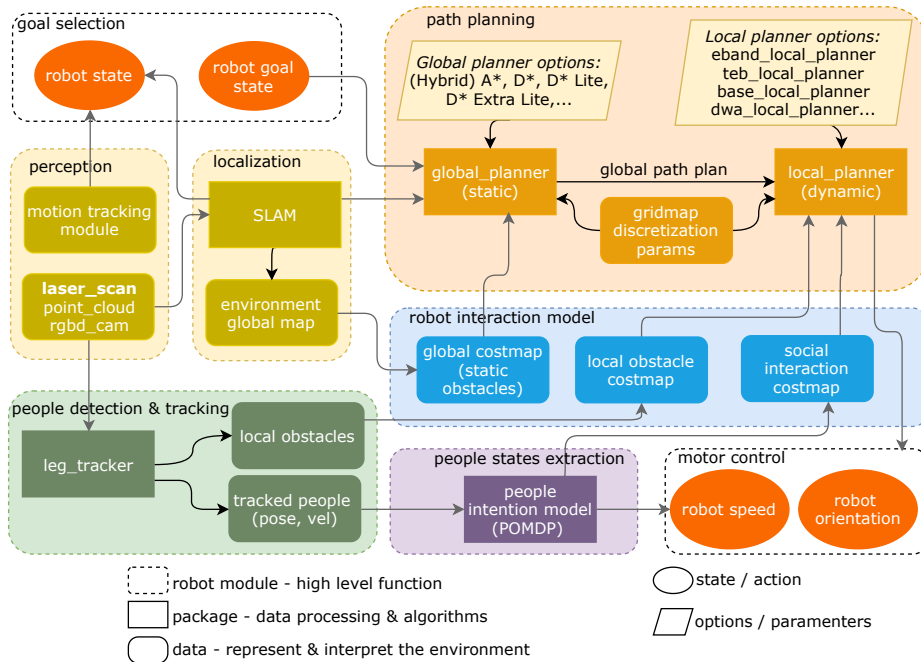 goal selection
robot state
robot goal
state
path planning
Global planner options:
(Hybrid) A*, D*, D* Lite,
D* Extra Lite,...
Local planner options:
eband_local_planner
teb_local_planner
base_local_planner
dwa_local_planner...
perception
motion tracking
module
laser_scan
point_cloud
rgbd_cam
localization
SLAM
environment
global map
global_planner
(static)
global path plan
local_planner
(dynamic)
gridmap
discretization
params
robot interaction model
global costmap
(static
obstacles)
local obstacle
costmap
social
interaction
costmap
people detection & tracking
leg_tracker
local obstacles
tracked people
(pose, vel)
people states extraction
people
intention model
(POMDP)
motor control
robot speed
robot
orientation
robot module - high level function
package - data processing & algorithms
data - represent & interpret the environment
state / action
options / paramenters